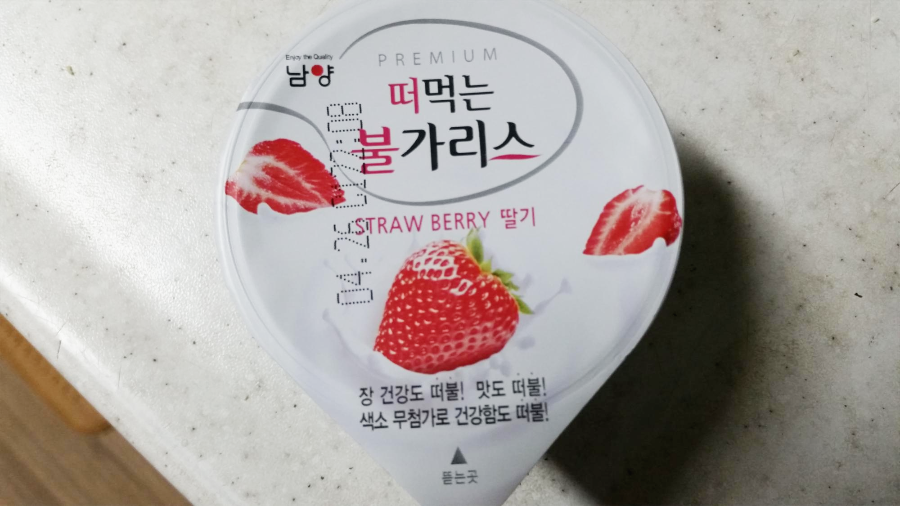 Enjoy the Quality
남양
PREMIUM
떠먹는
불가리스
STRAW BERRY 딸기
04.26
장 건강도 떠불! 맛도 떠불!
색소 무첨가로 건강함도 떠불!
뜯는곳